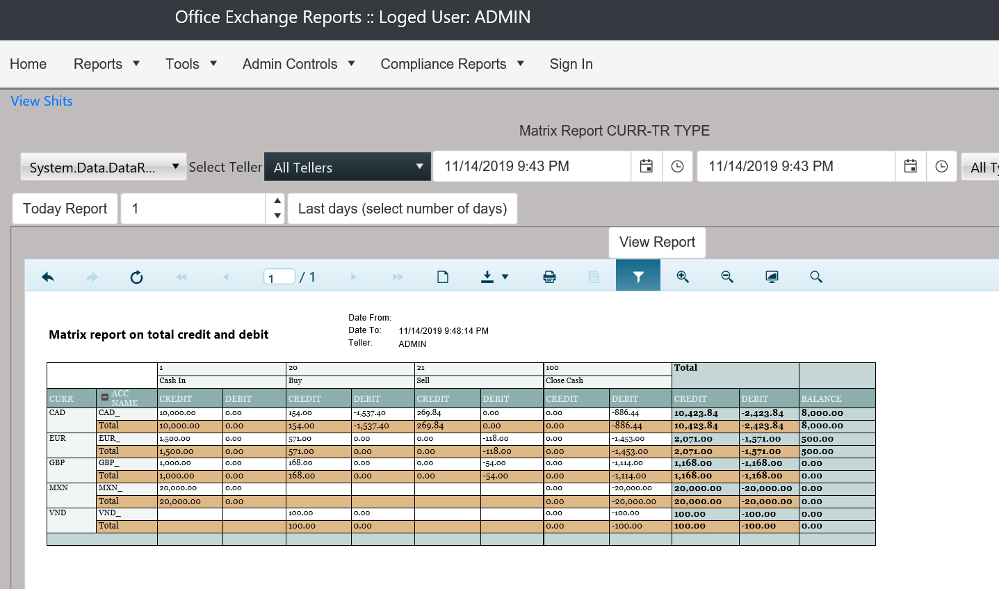 Office Exchange Reports :: Loged User: ADMIN
Home Reports Tools Admin Controls Compliance Reports Sign In
View Shits
Matrix Report CURR-TR TYPE
System.Data.DataR... Select Teller All Tellers 11/14/2019 9:43 PM 11/14/2019 9:43 PM All
Today Report 1 Last days (select number of days)
View Report
1 / 1
Date From:
Matrix report on total credit and debit
Date To: 11/14/2019 9:48:14 PM
Teller: ADMIN
1 20 21 100 Total
Cash In Buy Sell Close Cash
CURR ACC NAME CREDIT DEBIT CREDIT DEBIT CREDIT DEBIT CREDIT DEBIT CREDIT DEBIT BALANCE
CAD CAD_ 10,000.00 0.00 154.00 -1,537.40 269.84 0.00 0.00 -886.44 10,423.84 -2,423.84 8,000.00
Total 10,000.00 0.00 154.00 -1,537.40 269.84 0.00 0.00 -886.44 10,423.84 -2,423.84 8,000.00
EUR EUR_ 1,500.00 0.00 571.00 0.00 0.00 -118.00 0.00 -1,453.00 2,071.00 -1,571.00 500.00
Total 1,500.00 0.00 571.00 0.00 0.00 -118.00 0.00 -1,453.00 2,071.00 -1,571.00 500.00
GBP GBP_ 1,000.00 0.00 168.00 0.00 0.00 -54.00 0.00 -1,114.00 1,168.00 -1,168.00 0.00
Total 1,000.00 0.00 168.00 0.00 0.00 -54.00 0.00 -1,114.00 1,168.00 -1,168.00 0.00
MXN MXN_ 20,000.00 0.00 0.00 -20,000.00 20,000.00 -20,000.00 0.00
Total 20,000.00 0.00 0.00 -20,000.00 20,000.00 -20,000.00 0.00
VND VND_ 100.00 0.00 0.00 -100.00 100.00 -100.00 0.00
Total 100.00 0.00 0.00 -100.00 100.00 -100.00 0.00